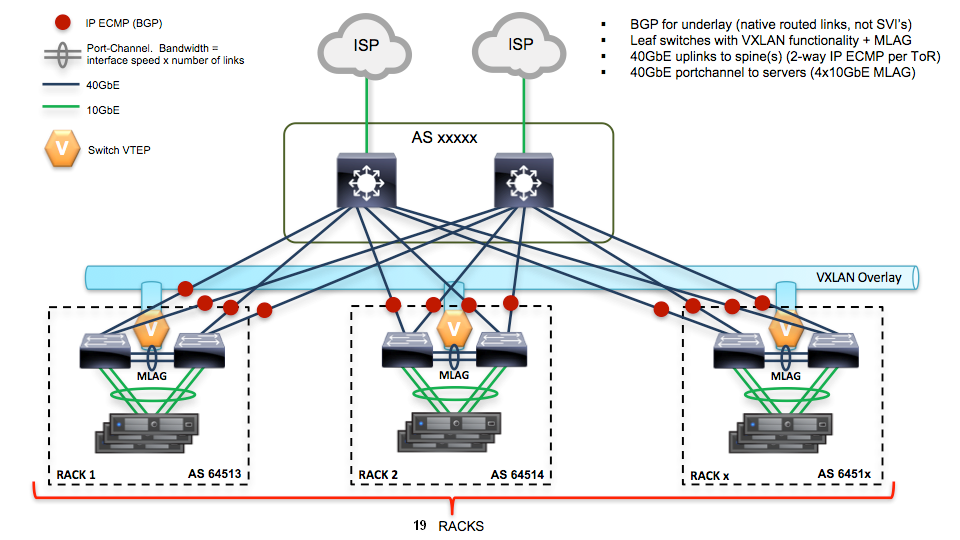 IP ECMP (BGP)
Port-Channel. Bandwidth =
interface speed x number of links
40GbE
10GbE
V
Switch VTEP
ISP
ISP
▪ BGP for underlay (native routed links, not SVI's)
▪ Leaf switches with VXLAN functionality + MLAG
▪ 40GbE uplinks to spine(s) (2-way IP ECMP per ToR)
▪ 40GbE portchannel to servers (4x10GbE MLAG)
AS xxxxx
VXLAN Overlay
V
V
V
MLAG
MLAG
MLAG
RACK 1
AS 64513
RACK 2
AS 64514
RACK x
AS 6451x
19 RACKS